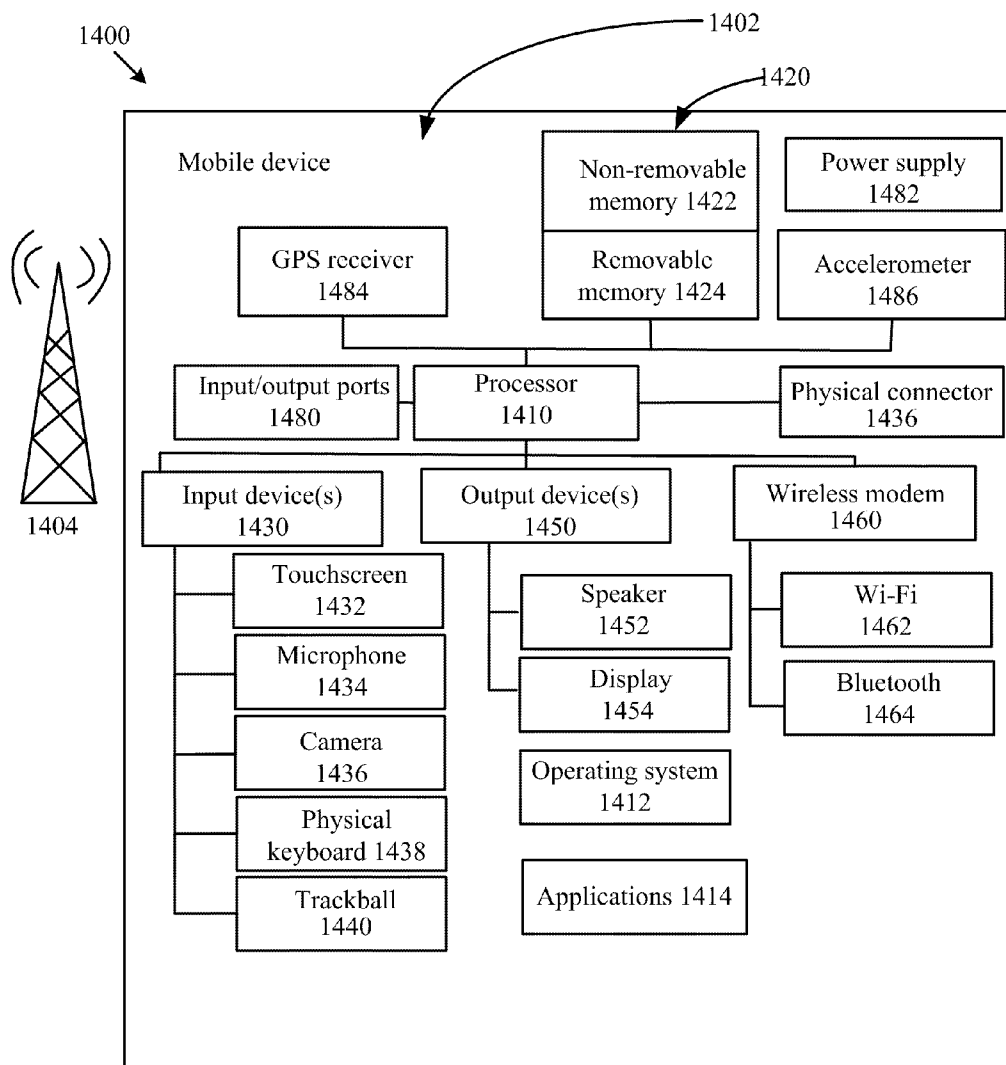 1400
1402
1420
Mobile device
Non-removable
memory 1422
Power supply
1482
GPS receiver
1484
Removable
memory 1424
Accelerometer
1486
Input/output ports
1480
Processor
1410
Physical connector
1436
Input device(s)
1430
Output device(s)
1450
Wireless modem
1460
1404
Touchscreen
1432
Speaker
1452
Wi-Fi
1462
Microphone
1434
Display
1454
Bluetooth
1464
Camera
1436
Operating system
1412
Physical
keyboard 1438
Applications 1414
Trackball
1440